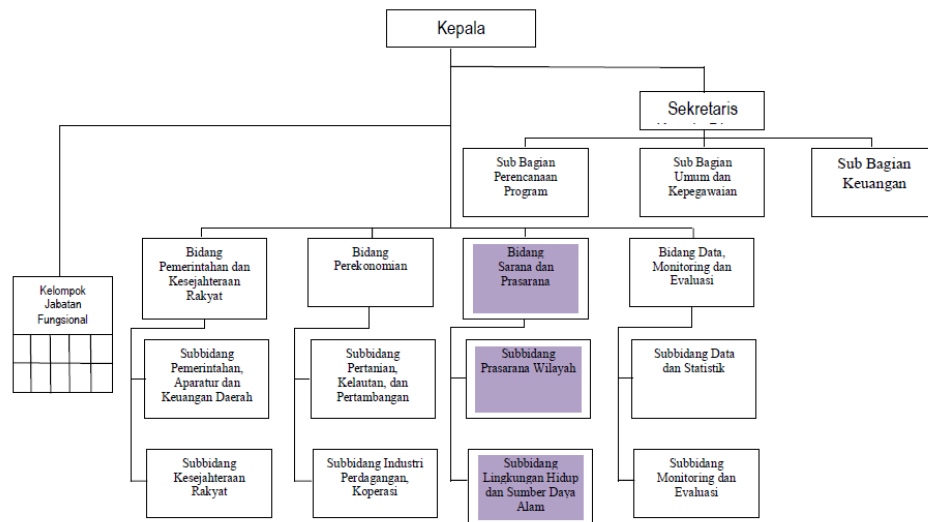 Kepala
Sekretaris
Sub Bagian
Perencanaan
Program
Sub Bagian
Umum dan
Kepegawaian
Sub Bagian
Keuangan
Bidang
Pemerintahan dan
Kesejahteraan
Rakyat
Bidang
Perekonomian
Bidang
Sarana dan
Prasarana
Bidang Data,
Monitoring dan
Evaluasi
Kelompok
Jabatan
Fungsional
Subbidang
Pemerintahan,
Aparatur dan
Keuangan Daerah
Subbidang
Pertanian,
Kelautan, dan
Pertambangan
Subbidang
Prasarana Wilayah
Subbidang Data
dan Statistik
Subbidang
Kesejahteraan
Rakyat
Subbidang Industri
Perdagangan,
Koperasi
Subbidang
Lingkungan Hidup
dan Sumber Daya
Alam
Subbidang
Monitoring dan
Evaluasi